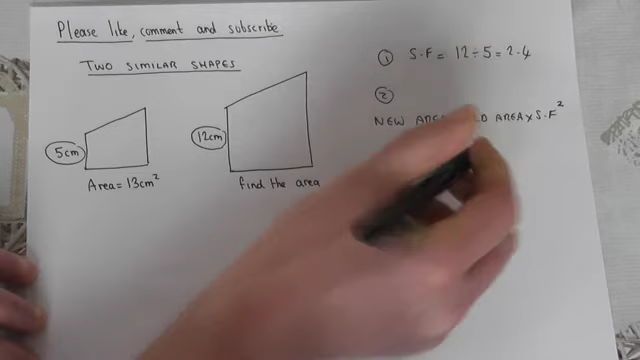 Please like, comment and subscribe
TWO SIMILAR SHAPES
5cm
Area = 13cm²
12cm
find the area
① S.F = 12 ÷ 5 = 2.4
②
NEW AREA × S.F²